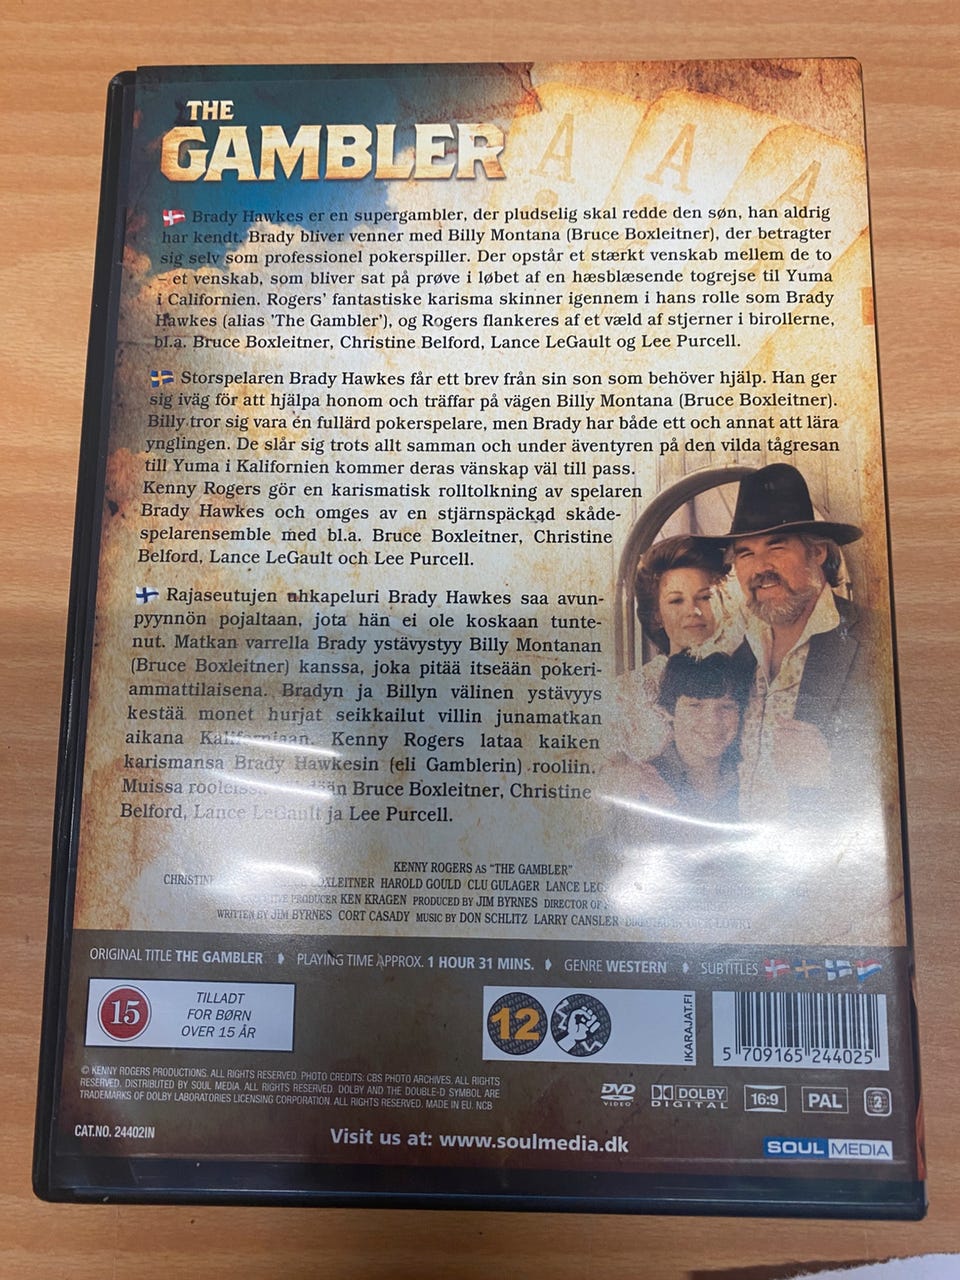 THE
GAMBLER
A A A
Brady Hawkes er en supergambler, der pludselig skal redde den søn, han aldrig
har kendt. Brady bliver venner med Billy Montana (Bruce Boxleitner), der betragter
sig selv som professionel pokerspiller. Der opstår et stærkt venskab mellem de to
– et venskab, som bliver sat på prøve i løbet af en hæsblæsende togrejse til Yuma
i Californien. Rogers' fantastiske karisma skinner igennem i hans rolle som Brady
Hawkes (alias 'The Gambler'), og Rogers flankeres af et væld af stjerner i birollerne,
bl.a. Bruce Boxleitner, Christine Belford, Lance LeGault og Lee Purcell.
Storspelaren Brady Hawkes får ett brev från sin son som behöver hjälp. Han ger
sig iväg för att hjälpa honom och träffar på vägen Billy Montana (Bruce Boxleitner).
Billy tror sig vara én fullärd pokerspelare, men Brady har både ett och annat att lära
ynglingen. De slår sig trots allt samman och under äventyren på den vilda tågresan
till Yuma i Kalifornien kommer deras vänskap väl till pass.
Kenny Rogers gör en karismatisk rolltolkning av spelaren
Brady Hawkes och omges av en stjärnspäckad skåde-
spelarensemble med bl.a. Bruce Boxleitner, Christine
Belford, Lance LeGault och Lee Purcell.
Rajaseutujen uhkapeluri Brady Hawkes saa avun-
pyynnön pojaltaan, jota hän ei ole koskaan tunte-
nut. Matkan varrella Brady ystävystyy Billy Montanan
(Bruce Boxleitner) kanssa, joka pitää itseään pokeri-
ammattilaisena. Bradyn ja Billyn välinen ystävyys
kestää monet hurjat seikkailut villin junamatkan
aikana Kaliforniaan. Kenny Rogers lataa kaiken
karismansa Brady Hawkesin (eli Gamblerin) rooliin.
Muissa Bruce Boxleitner, Christine
Belford, Lance LeGault ja Lee Purcell.
KENNY ROGERS AS "THE GAMBLER"
CHRISTINE BOXLEITNER HAROLD GOULD CLU GULAGER LANCE
EXECUTIVE PRODUCER KEN KRAGEN PRODUCED BY JIM BYRNES DIRECTOR OF
WRITTEN BY JIM BYRNES CORT CASADY MUSIC BY DON SCHLITZ LARRY CANSLER DIRECTED BY DICK LOWRY
ORIGINAL TITLE THE GAMBLER PLAYING TIME APPROX. 1 HOUR 31 MINS. GENRE WESTERN SUBTITLES
15
TILLADT
FOR BØRN
OVER 15 ÅR
12
IKARAJAT.FI
5 709165 244025
© KENNY ROGERS PRODUCTIONS. ALL RIGHTS RESERVED. PHOTO CREDITS: CBS PHOTO ARCHIVES. ALL RIGHTS
RESERVED. DISTRIBUTED BY SOUL MEDIA. ALL RIGHTS RESERVED. DOLBY AND THE DOUBLE-D SYMBOL ARE
TRADEMARKS OF DOLBY LABORATORIES LICENSING CORPORATION. ALL RIGHTS RESERVED. MADE IN EU. NCB
DVD
VIDEO
DOLBY
DIGITAL
16:9
PAL
2
CAT.NO. 24402IN
Visit us at: www.soulmedia.dk
SOUL MEDIA